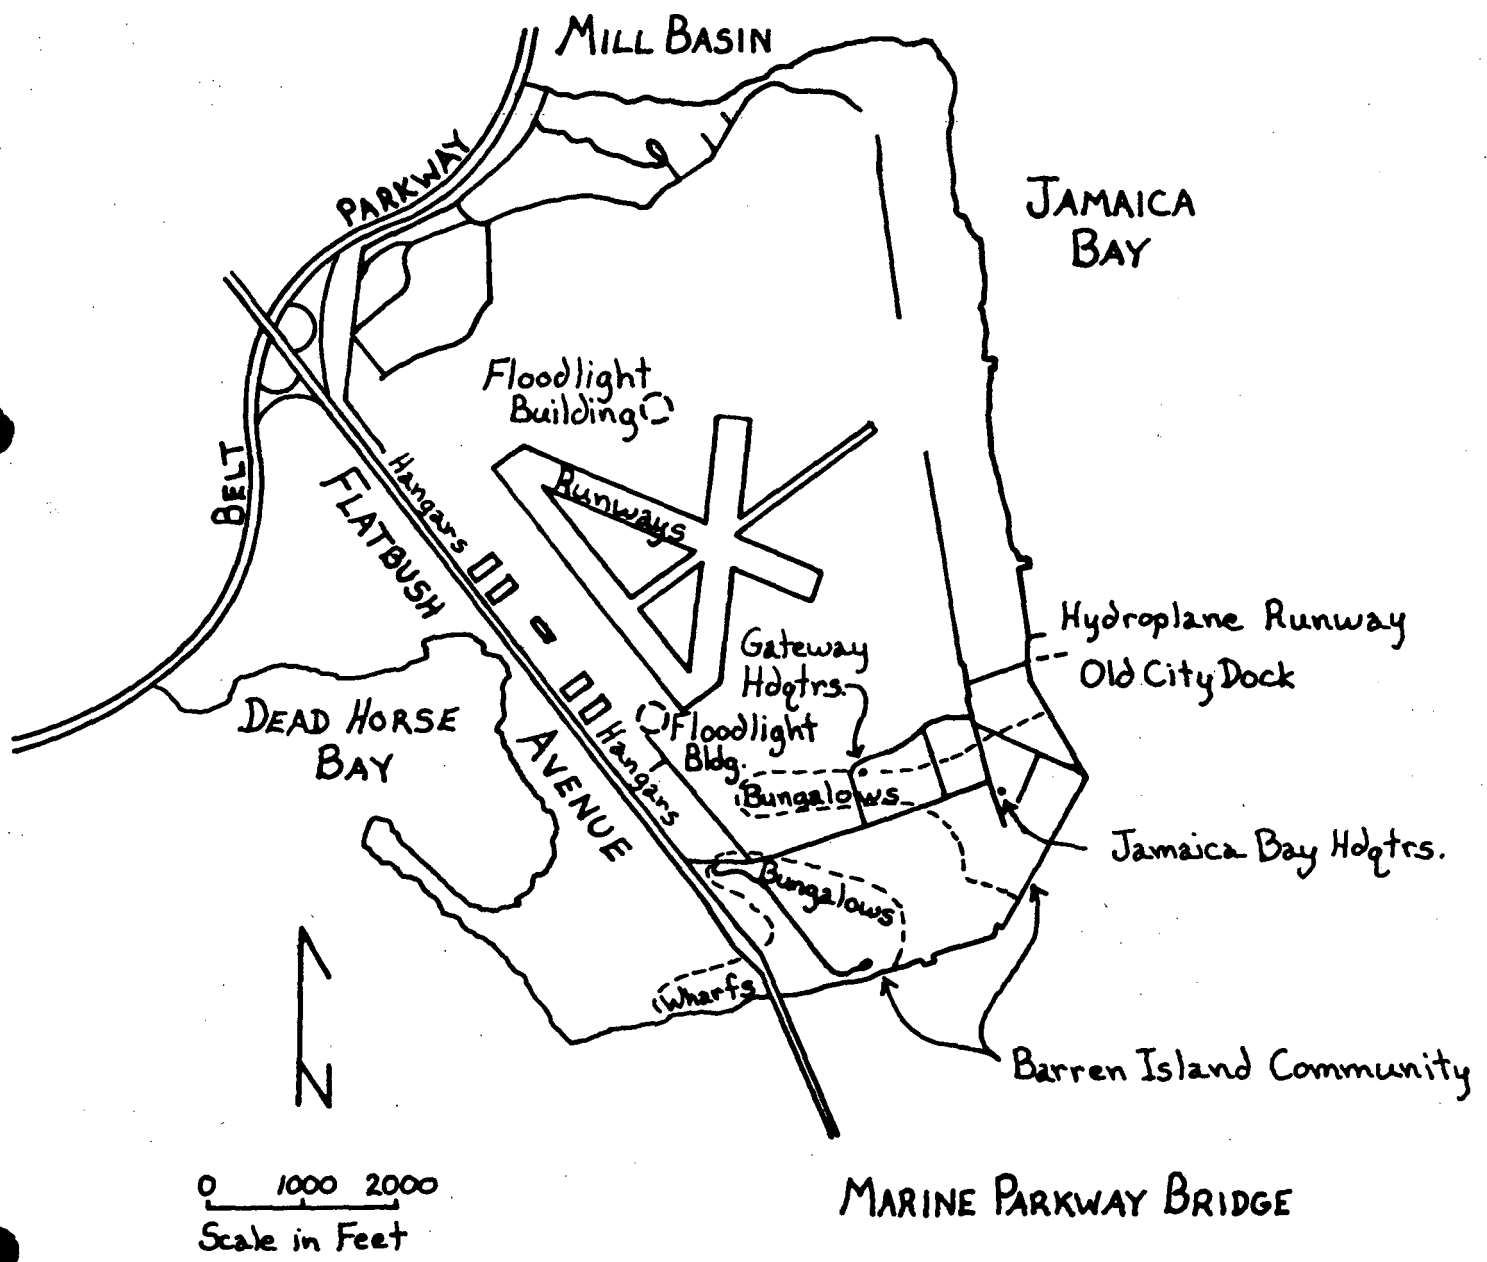 MILL BASIN
PARKWAY
JAMAICA
BAY
Floodlight
Building
BELT
Hangars
FLATBUSH
Runways
Hydroplane Runway
Old City Dock
Gateway
Hdqtrs.
DEAD HORSE
BAY
Floodlight
Bldg.
AVENUE
Hangars
Bungalows
Jamaica Bay Hdqtrs.
Bungalows
Wharfs
Barren Island Community
N
0 1000 2000
Scale in Feet
MARINE PARKWAY BRIDGE